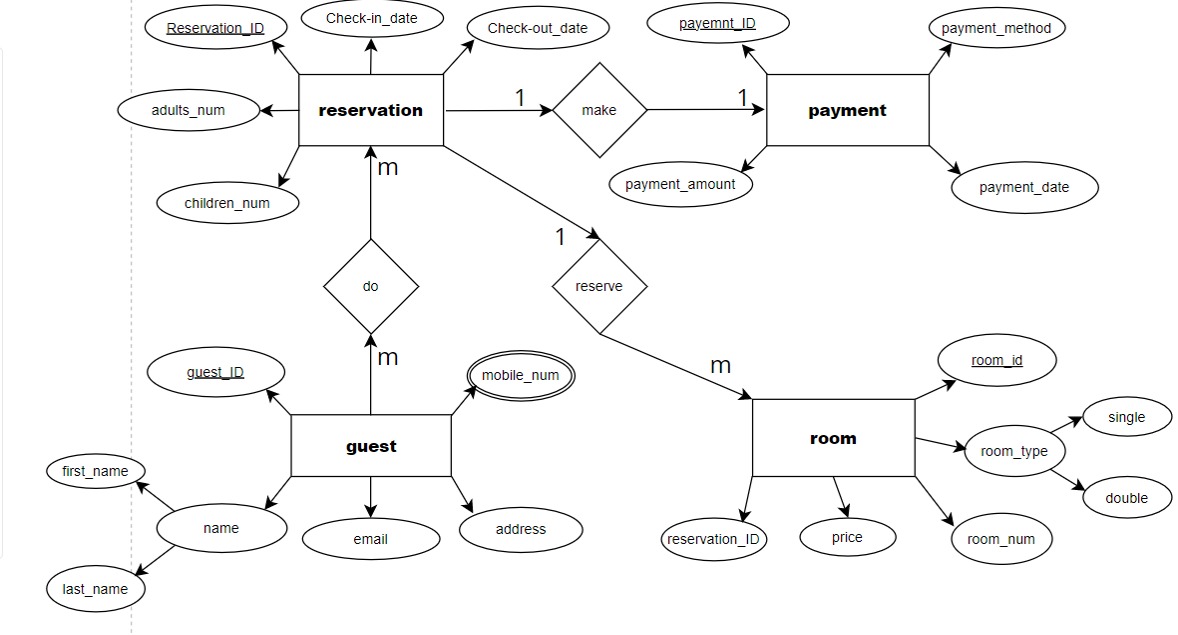 Reservation_ID
Check-in_date
Check-out_date
payemnt_ID
payment_method
adults_num
reservation
1
make
1
payment
m
children_num
payment_amount
payment_date
1
do
reserve
m
guest_ID
mobile_num
m
room_id
guest
room
room_type
single
double
first_name
name
email
address
last_name
reservation_ID
price
room_num